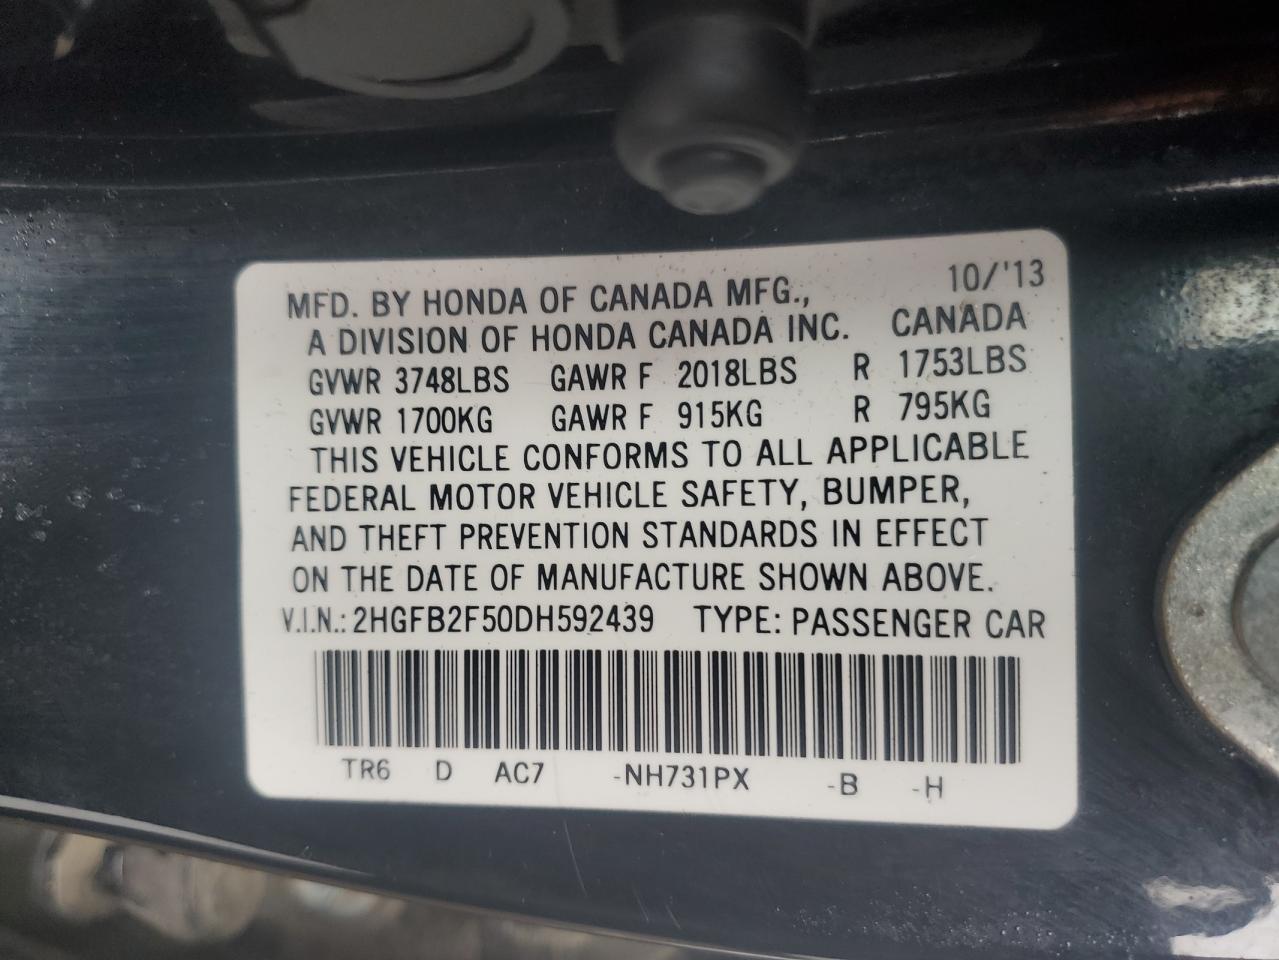 10/'13
MFD. BY HONDA OF CANADA MFG.,
A DIVISION OF HONDA CANADA INC. CANADA
GVWR 3748LBS GAWR F 2018LBS R 1753LBS
GVWR 1700KG GAWR F 915KG R 795KG
THIS VEHICLE CONFORMS TO ALL APPLICABLE
FEDERAL MOTOR VEHICLE SAFETY, BUMPER,
AND THEFT PREVENTION STANDARDS IN EFFECT
ON THE DATE OF MANUFACTURE SHOWN ABOVE.
V.I.N.: 2HGFB2F50DH592439 TYPE: PASSENGER CAR
TR6 D AC7 -NH731PX -B -H